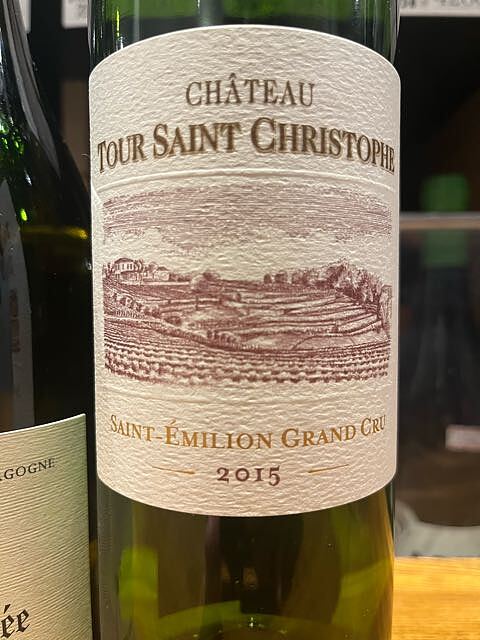 CHÂTEAU
TOUR SAINT CHRISTOPHE
SAINT-ÉMILION GRAND CRU
2015
GOGNE
ée